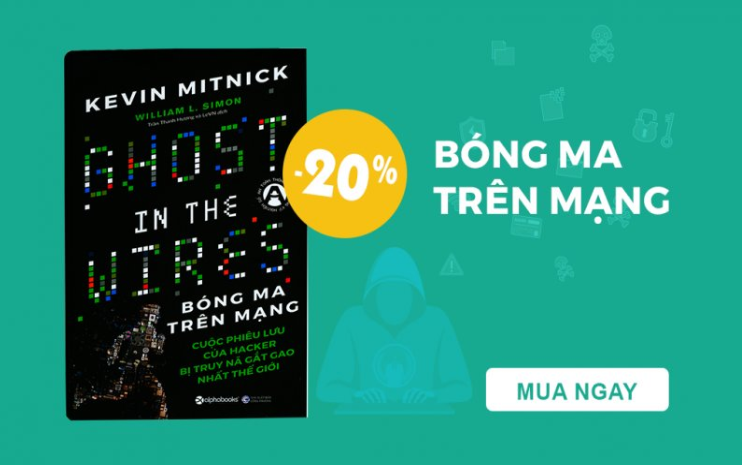 KEVIN MITNICK
WILLIAM L. SIMON
GHOST
IN THE
WIRES
BÓNG MA
TRÊN MẠNG
CUỘC PHIÊU LƯU
CỦA HACKER
BỊ TRUY NÃ GẮT GAO
NHẤT THẾ GIỚI
alphabooks
-20%
BÓNG MA
TRÊN MẠNG
MUA NGAY